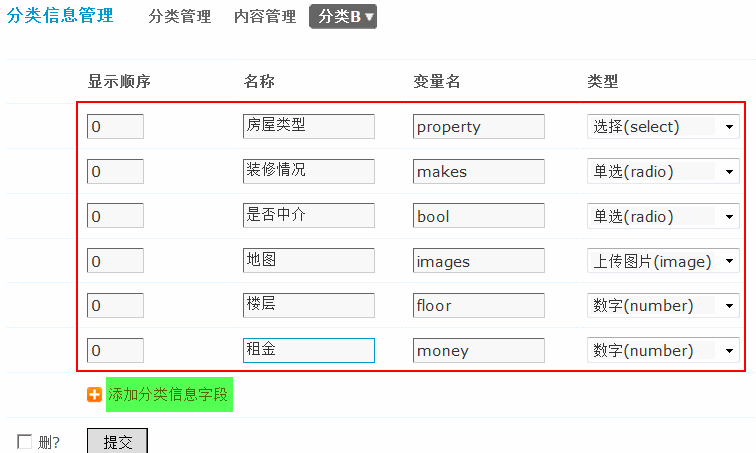 分类信息管理 分类管理 内容管理 分类B
显示顺序 名称 变量名 类型
0 房屋类型 property 选择(select)
0 装修情况 makes 单选(radio)
0 是否中介 bool 单选(radio)
0 地图 images 上传图片(image)
0 楼层 floor 数字(number)
0 租金 money 数字(number)
添加分类信息字段
删? 提交